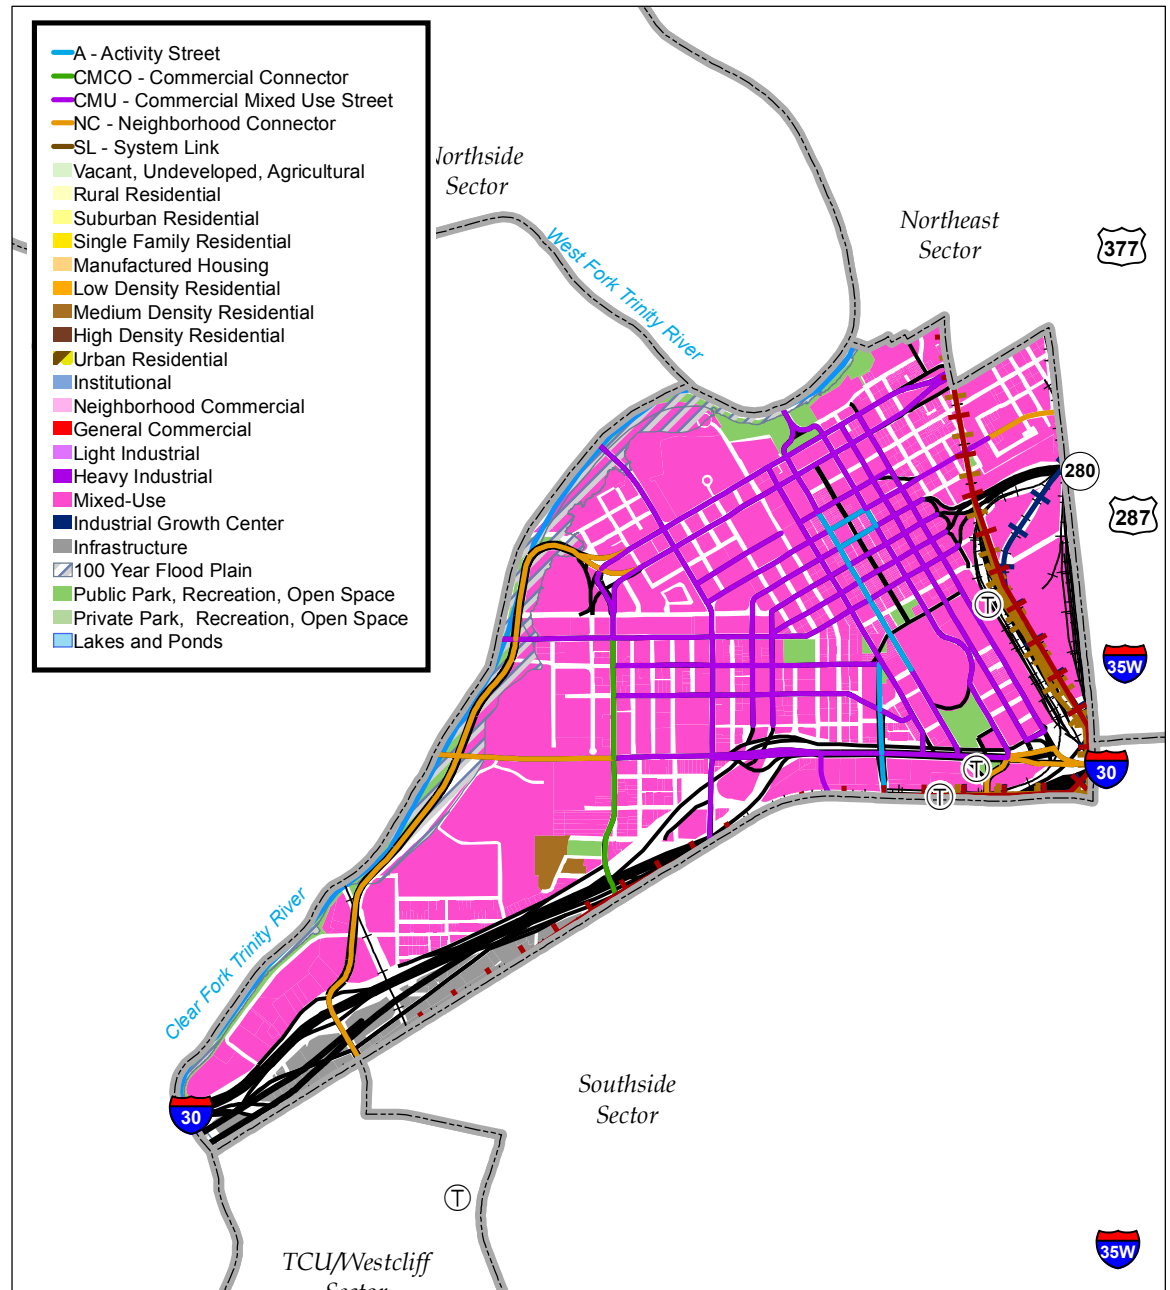 A - Activity Street
CMCO - Commercial Connector
CMU - Commercial Mixed Use Street
NC - Neighborhood Connector
SL - System Link
Vacant, Undeveloped, Agricultural
Rural Residential
Suburban Residential
Single Family Residential
Manufactured Housing
Low Density Residential
Medium Density Residential
High Density Residential
Urban Residential
Institutional
Neighborhood Commercial
General Commercial
Light Industrial
Heavy Industrial
Mixed-Use
Industrial Growth Center
Infrastructure
100 Year Flood Plain
Public Park, Recreation, Open Space
Private Park, Recreation, Open Space
Lakes and Ponds
Northside
Sector
Northeast
Sector
377
West Fork Trinity River
280
287
T
35W
T
30
T
Clear Fork Trinity River
30
Southside
Sector
T
TCU/Westcliff
Sector
35W